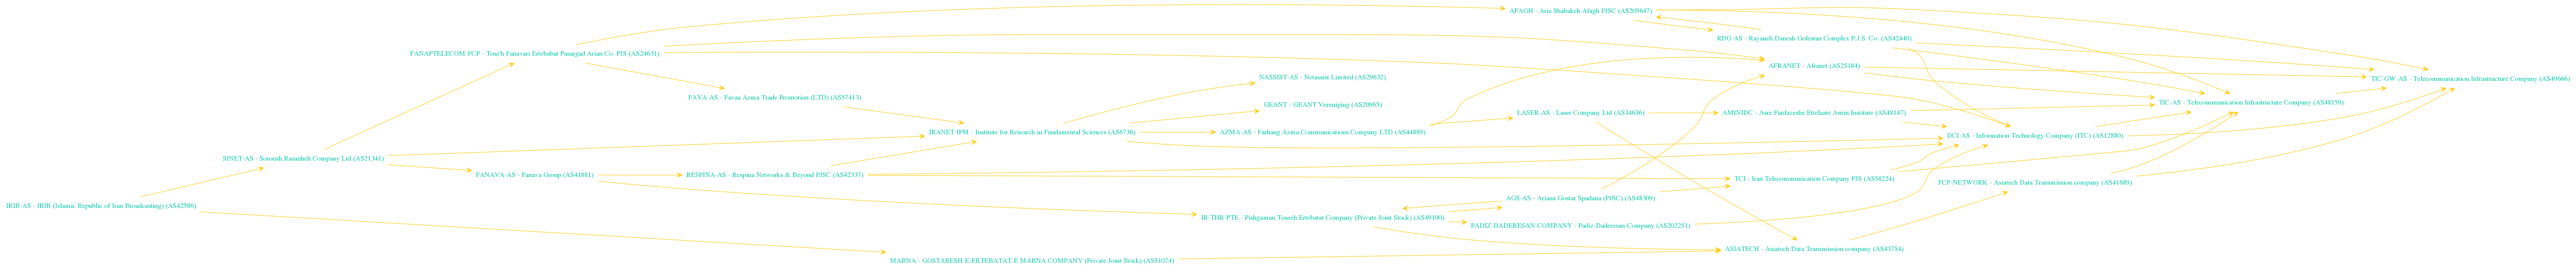 AFAGH - Aria Shabakeh Afagh PJSC (AS205647)
RDG-AS - Rayaneh Danesh Golestan Complex P.J.S. Co. (AS42440)
FANAPTELECOM-FCP - Tose'h Fanavari Ertebabat Pasargad Arian Co. PJS (AS24631)
AFRANET - Afranet (AS25184)
NASSIST-AS - Netassist Limited (AS29632)
TIC-GW-AS - Telecommunication Infrastructure Company (AS49666)
FAVA-AS - Favaa Azma Trade Promotion (LTD) (AS57413)
TIC-AS - Telecommunication Infrastructure Company (AS48159)
GEANT - GEANT Vereniging (AS20965)
LASER-AS - Laser Company Ltd (AS34636)
AMINIDC - Asre Pardazeshe Ettelaate Amin Institute (AS48147)
IRANET-IPM - Institute for Research in Fundamental Sciences (AS6736)
AZMA-AS - Farhang Azma Communications Company LTD (AS44889)
DCI-AS - Information Technology Company (ITC) (AS12880)
SINET-AS - Soroush Rasanheh Company Ltd (AS21341)
FANAVA-AS - Fanava Group (AS41881)
RESPINA-AS - Respina Networks & Beyond PJSC (AS42337)
TCI - Iran Telecommunication Company PJS (AS58224)
TCP-NETWORK - Asiatech Data Transmission company (AS41689)
AGS-AS - Ariana Gostar Spadana (PJSC) (AS48309)
IRIB-AS - IRIB (Islamic Republic of Iran Broadcasting) (AS42586)
IR-THR-PTE - Pishgaman Toseeh Ertebatat Company (Private Joint Stock) (AS49100)
PADIZ-DADERESAN-COMPANY - Padiz Daderesan Company (AS202251)
ASIATECH - Asiatech Data Transmission company (AS43754)
MABNA - GOSTARESH-E-ERTEBATAT-E MABNA COMPANY (Private Joint Stock) (AS51074)